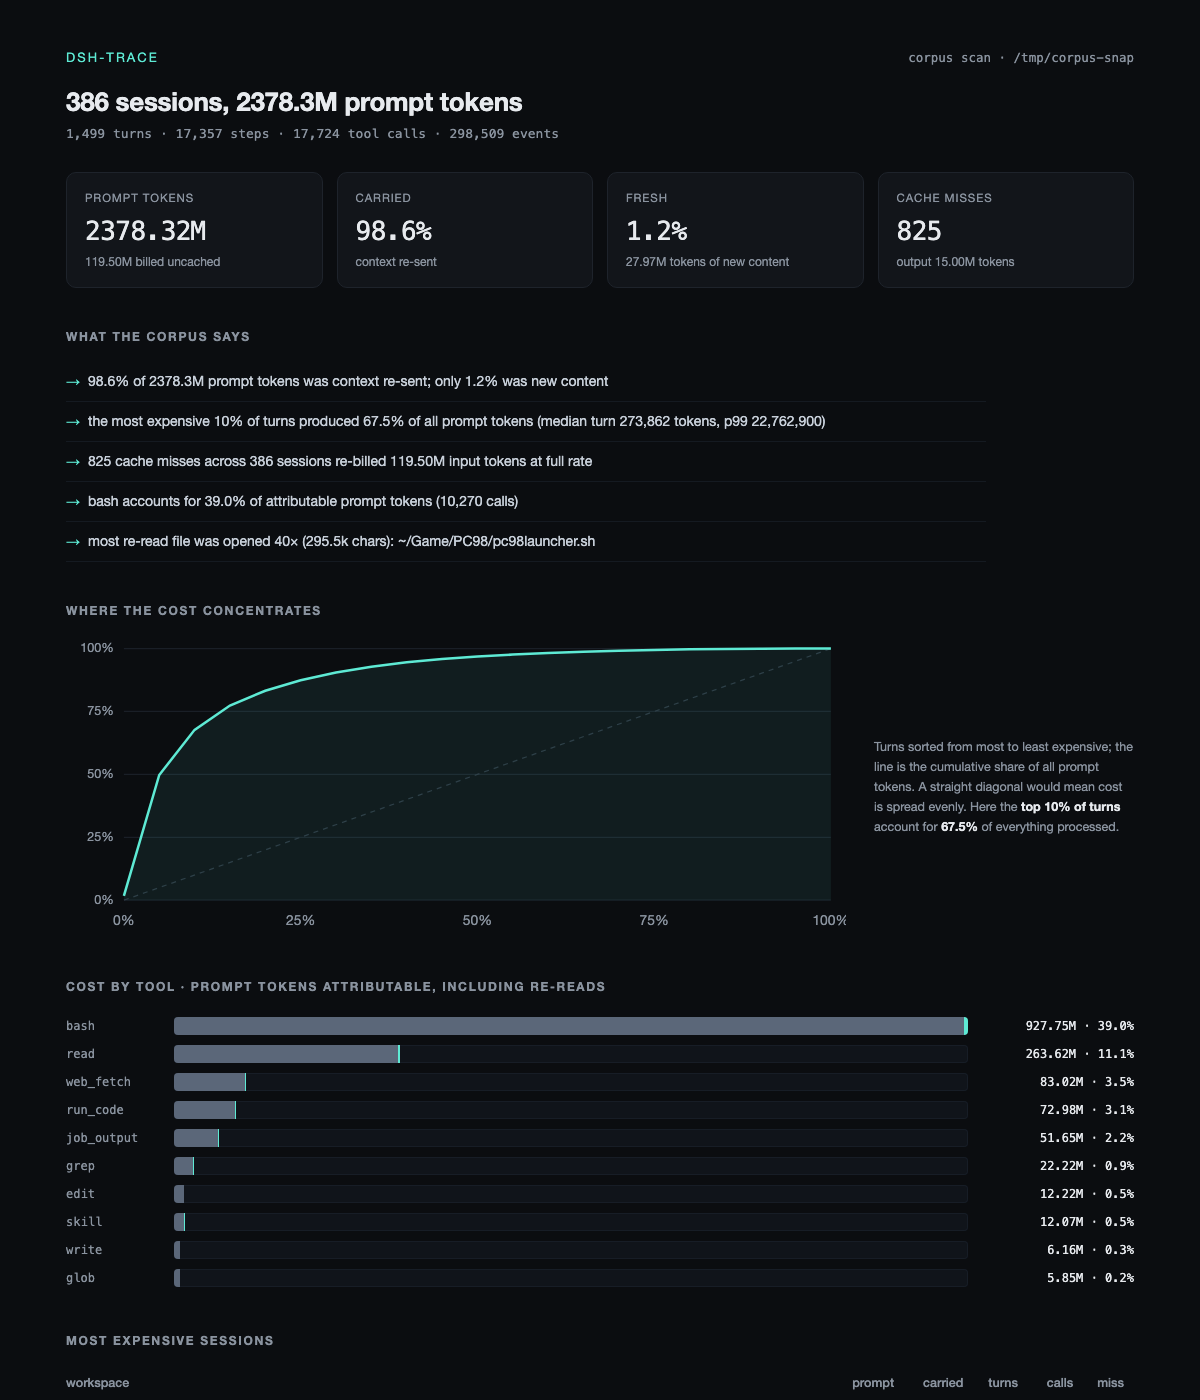 DSH-TRACE
corpus scan · /tmp/corpus-snap
386 sessions, 2378.3M prompt tokens
1,499 turns · 17,357 steps · 17,724 tool calls · 298,509 events
PROMPT TOKENS
2378.32M
119.50M billed uncached
CARRIED
98.6%
context re-sent
FRESH
1.2%
27.97M tokens of new content
CACHE MISSES
825
output 15.00M tokens
WHAT THE CORPUS SAYS
→ 98.6% of 2378.3M prompt tokens was context re-sent; only 1.2% was new content
→ the most expensive 10% of turns produced 67.5% of all prompt tokens (median turn 273,862 tokens, p99 22,762,900)
→ 825 cache misses across 386 sessions re-billed 119.50M input tokens at full rate
→ bash accounts for 39.0% of attributable prompt tokens (10,270 calls)
→ most re-read file was opened 40× (295.5k chars): ~/Game/PC98/pc98launcher.sh
WHERE THE COST CONCENTRATES
100%
75%
50%
25%
0%
0% 25% 50% 75% 100%
Turns sorted from most to least expensive; the
line is the cumulative share of all prompt
tokens. A straight diagonal would mean cost
is spread evenly. Here the top 10% of turns
account for 67.5% of everything processed.
COST BY TOOL · PROMPT TOKENS ATTRIBUTABLE, INCLUDING RE-READS
bash 927.75M · 39.0%
read 263.62M · 11.1%
web_fetch 83.02M · 3.5%
run_code 72.98M · 3.1%
job_output 51.65M · 2.2%
grep 22.22M · 0.9%
edit 12.22M · 0.5%
skill 12.07M · 0.5%
write 6.16M · 0.3%
glob 5.85M · 0.2%
MOST EXPENSIVE SESSIONS
workspace prompt carried turns calls miss